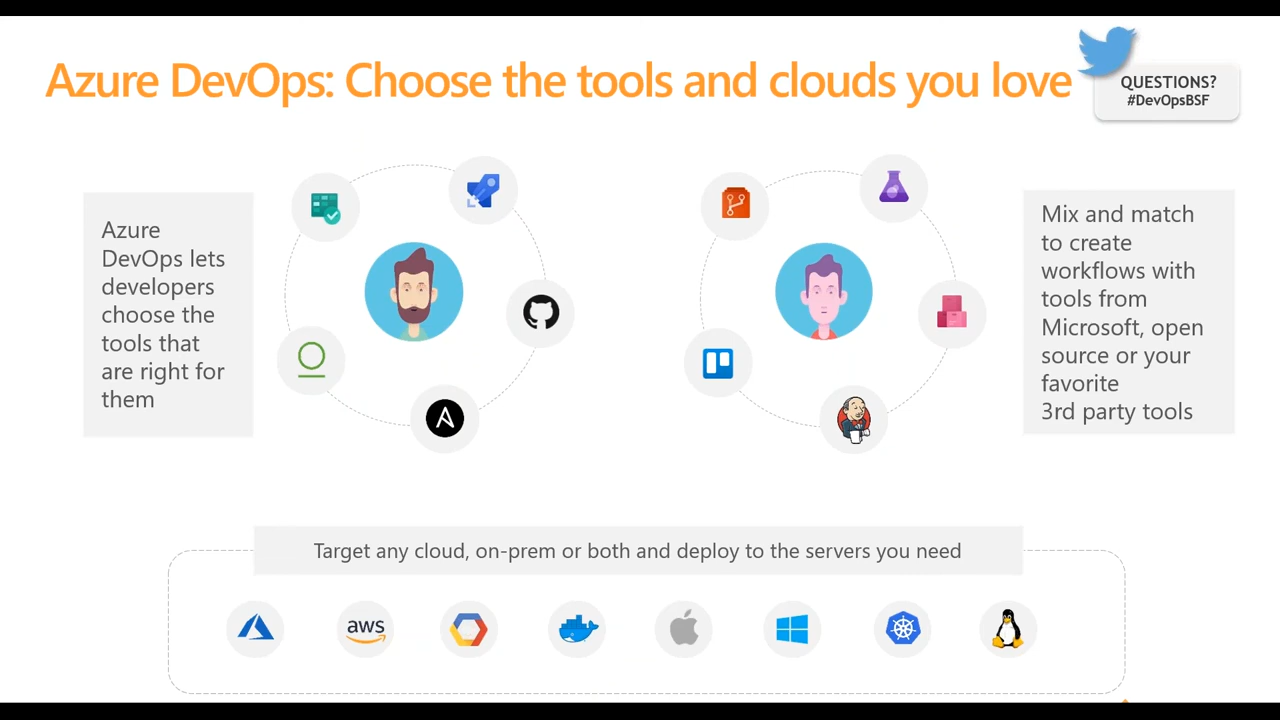 Azure DevOps: Choose the tools and clouds you love
QUESTIONS?
#DevOpsBSF
Azure
DevOps lets
developers
choose the
tools that
are right for
them
Mix and match
to create
workflows with
tools from
Microsoft, open
source or your
favorite
3rd party tools
Target any cloud, on-prem or both and deploy to the servers you need
aws